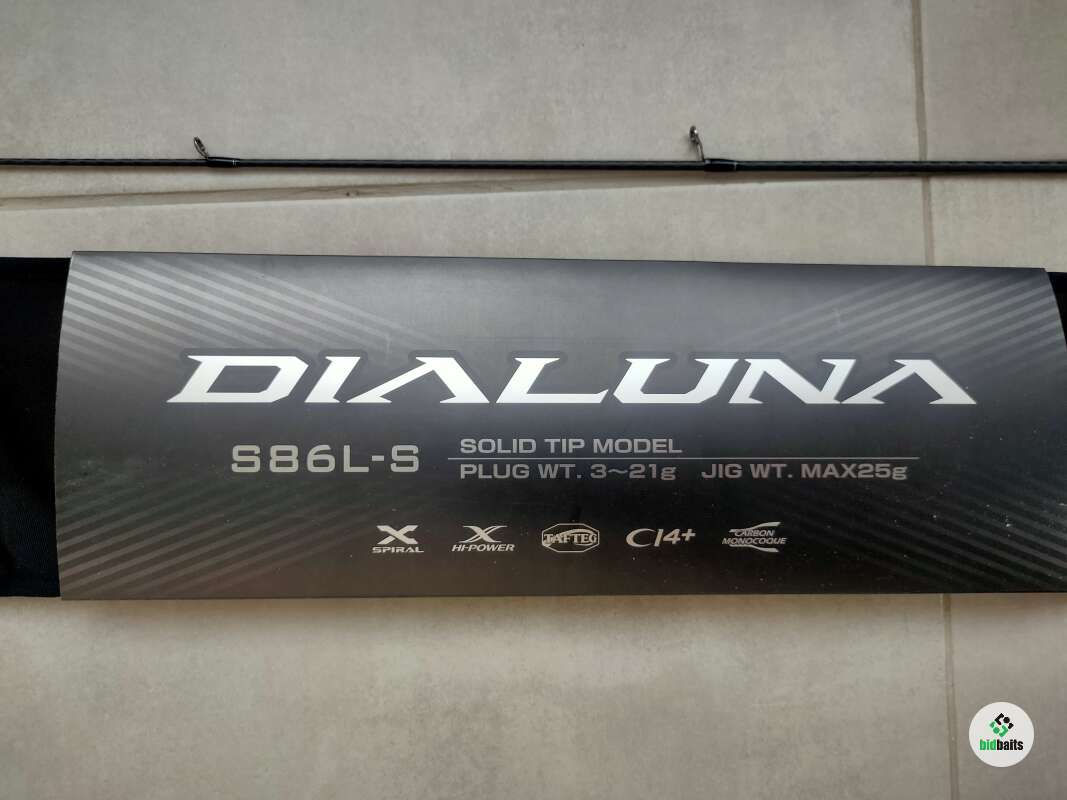 DIALUNA
S86L-S
SOLID TIP MODEL
PLUG WT. 3~21g JIG WT. MAX25g
X SPIRAL
X HI-POWER
TAFTEC
CI4+
CARBON MONOCOQUE
bidbaits